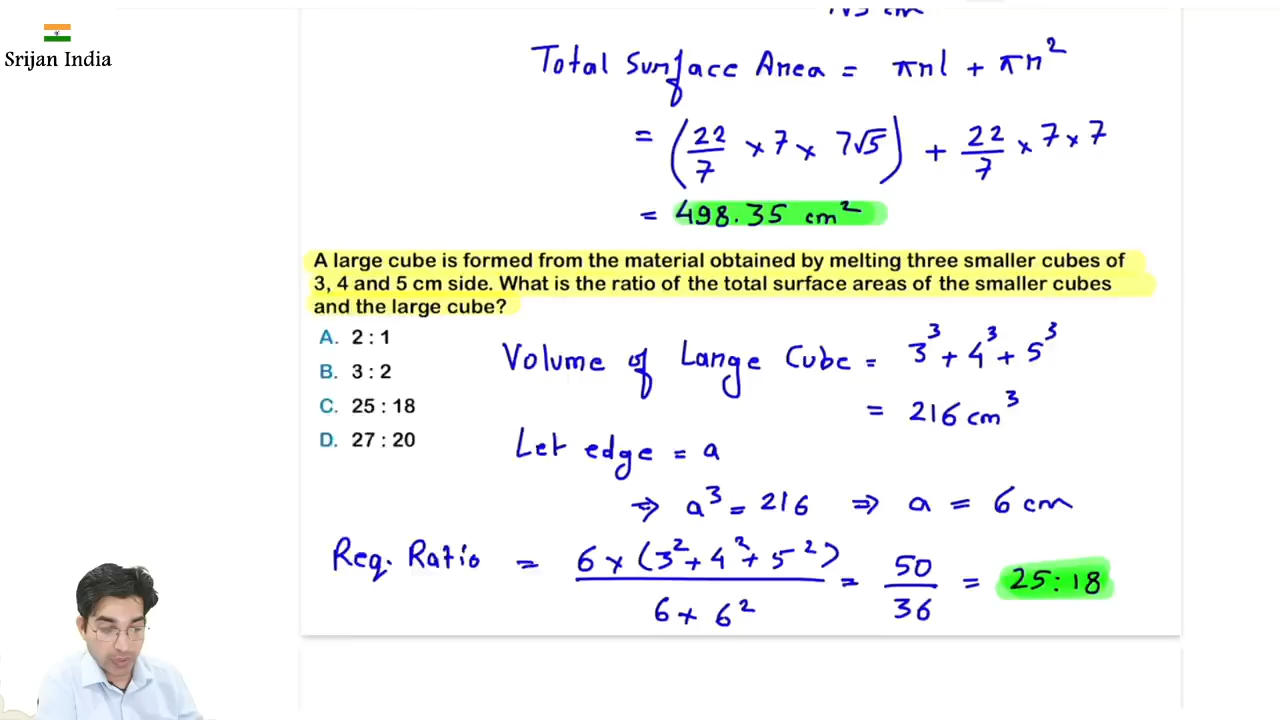 Srijan India
Total Surface Area = πrl + πr²
= (22/7 × 7 × 7√5) + 22/7 × 7 × 7
= 498.35 cm²
A large cube is formed from the material obtained by melting three smaller cubes of
3, 4 and 5 cm side. What is the ratio of the total surface areas of the smaller cubes
and the large cube?
A. 2 : 1
B. 3 : 2
C. 25 : 18
D. 27 : 20
Volume of Large Cube = 3³ + 4³ + 5³
= 216 cm³
Let edge = a
⇒ a³ = 216 ⇒ a = 6 cm
Req. Ratio = 6 × (3² + 4² + 5²) / 6 × 6² = 50/36 = 25:18